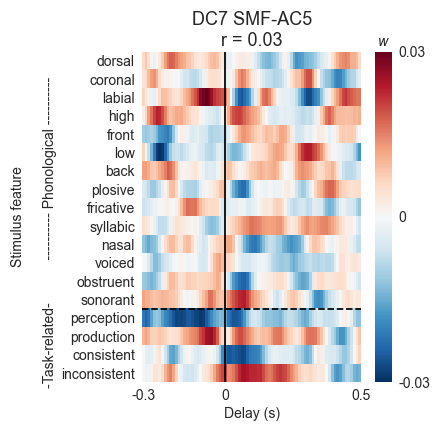 DC7 SMF-AC5
r = 0.03
w
Stimulus feature
---------- Phonological ----------
-Task-related-
dorsal
coronal
labial
high
front
low
back
plosive
fricative
syllabic
nasal
voiced
obstruent
sonorant
perception
production
consistent
inconsistent
0.03
0
-0.03
-0.3
0
0.5
Delay (s)